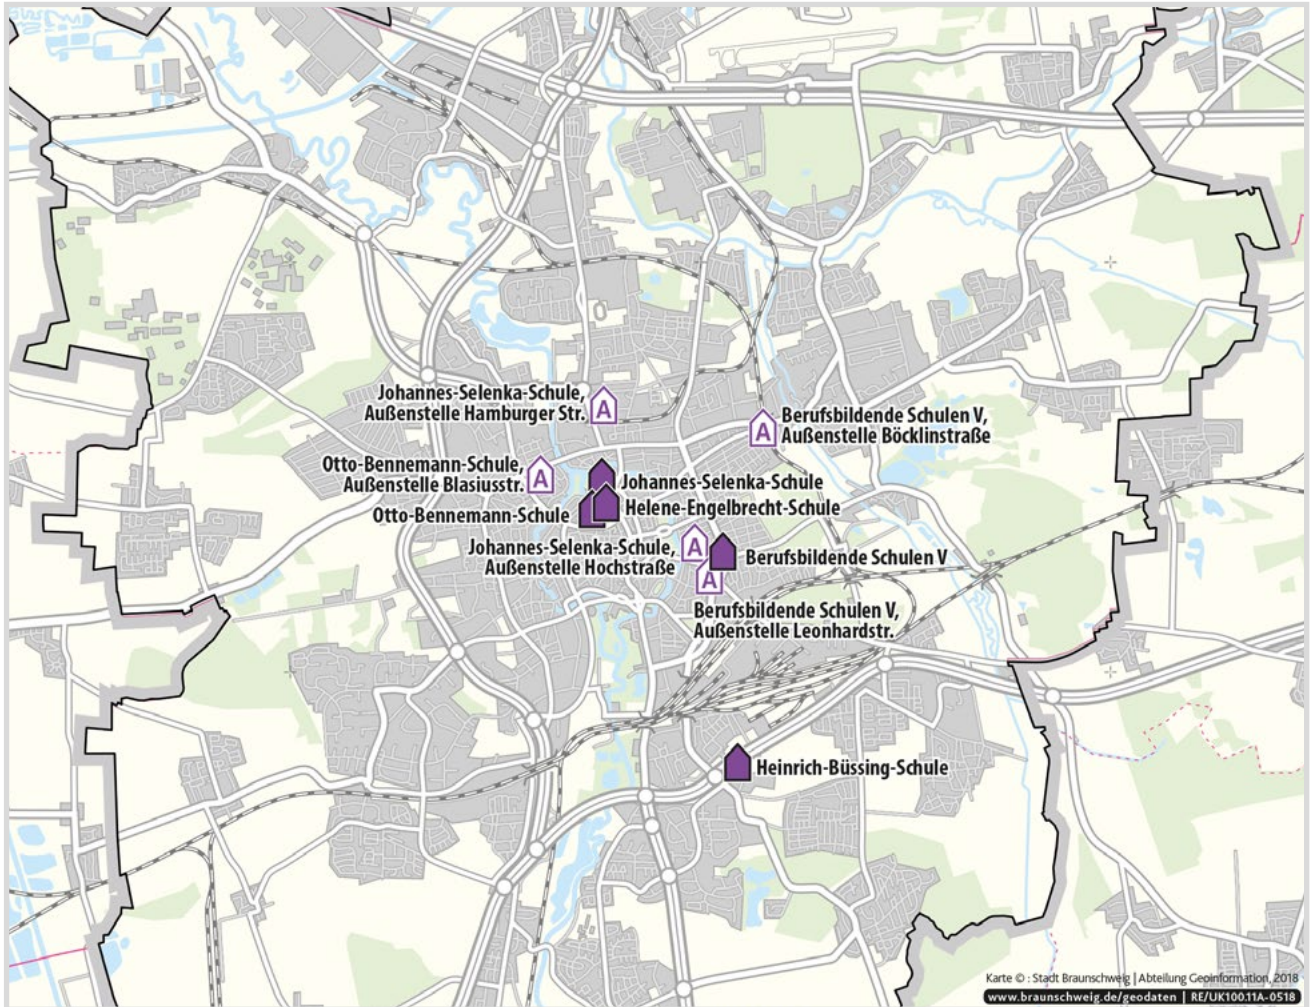 Johannes-Selenka-Schule,
Außenstelle Hamburger Str.
A
Berufsbildende Schulen V,
Außenstelle Böcklinstraße
A
Otto-Bennemann-Schule,
Außenstelle Blasiusstr.
A
Johannes-Selenka-Schule
Helene-Engelbrecht-Schule
Otto-Bennemann-Schule
Johannes-Selenka-Schule,
Außenstelle Hochstraße
A
Berufsbildende Schulen V
A
Berufsbildende Schulen V,
Außenstelle Leonhardstr.
Heinrich-Büssing-Schule
Karte © : Stadt Braunschweig | Abteilung Geoinformation, 2018
www.braunschweig.de/geodaten | RE/UK100.11A.0518